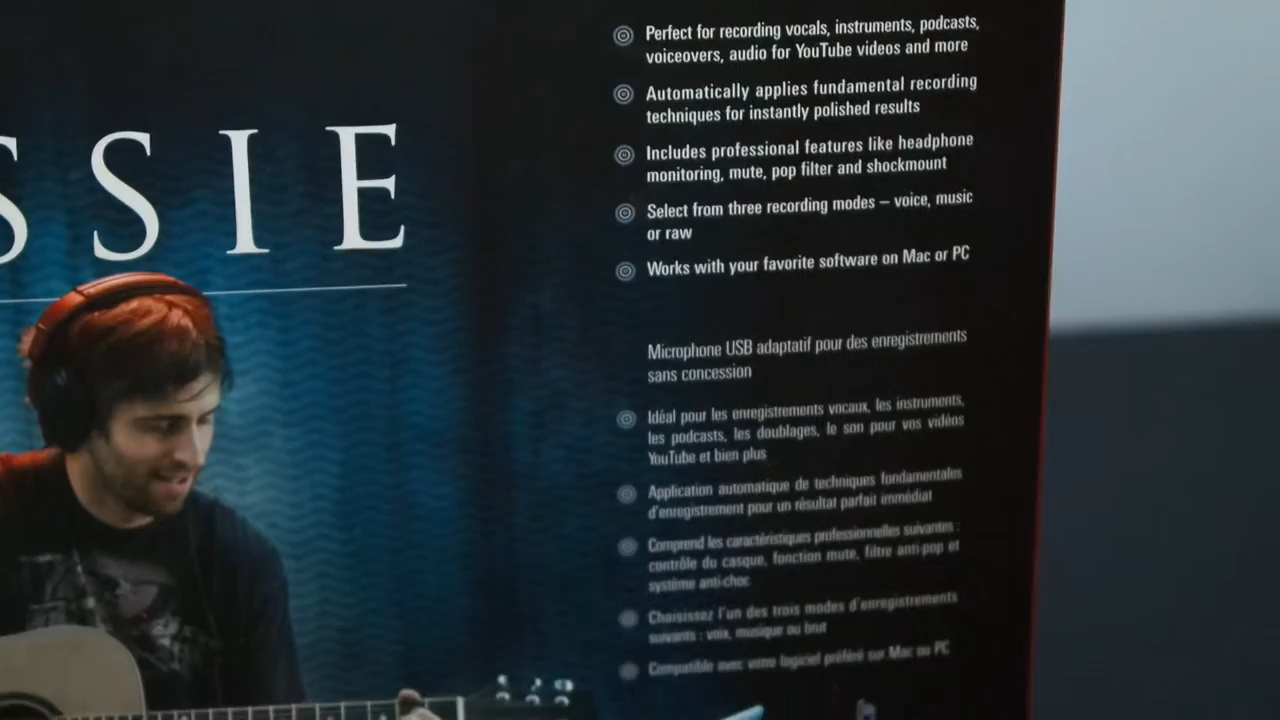 SSIE
Perfect for recording vocals, instruments, podcasts,
voiceovers, audio for YouTube videos and more
Automatically applies fundamental recording
techniques for instantly polished results
Includes professional features like headphone
monitoring, mute, pop filter and shockmount
Select from three recording modes – voice, music
or raw
Works with your favorite software on Mac or PC
Microphone USB adaptatif pour des enregistrements
sans concession
Idéal pour les enregistrements vocaux, les instruments,
les podcasts, les doublages, le son pour vos vidéos
YouTube et bien plus
Application automatique de techniques fondamentales
d'enregistrement pour un résultat parfait immédiat
Comprend les caractéristiques professionnelles suivantes :
contrôle du casque, fonction mute, filtre anti-pop et
système anti-choc
Choisissez l'un des trois modes d'enregistrements
suivants : voix, musique ou brut
Compatible avec votre logiciel préféré sur Mac ou PC